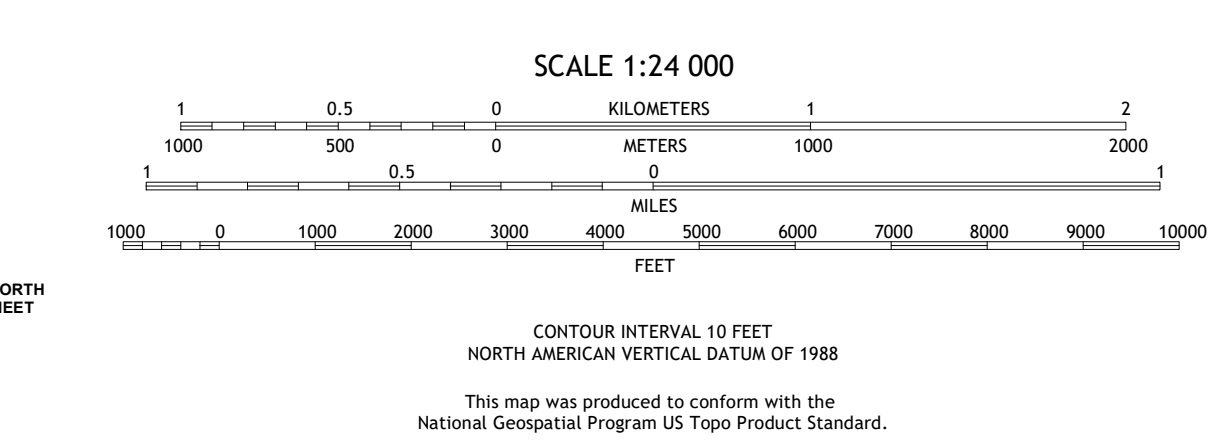 SCALE 1:24 000
1 0.5 0 KILOMETERS 1 2
1000 500 0 METERS 1000 2000
1 0.5 0 1
MILES
1000 0 1000 2000 3000 4000 5000 6000 7000 8000 9000 10000
FEET
ORTH
CONTOUR INTERVAL 10 FEET
NORTH AMERICAN VERTICAL DATUM OF 1988
This map was produced to conform with the
National Geospatial Program US Topo Product Standard.